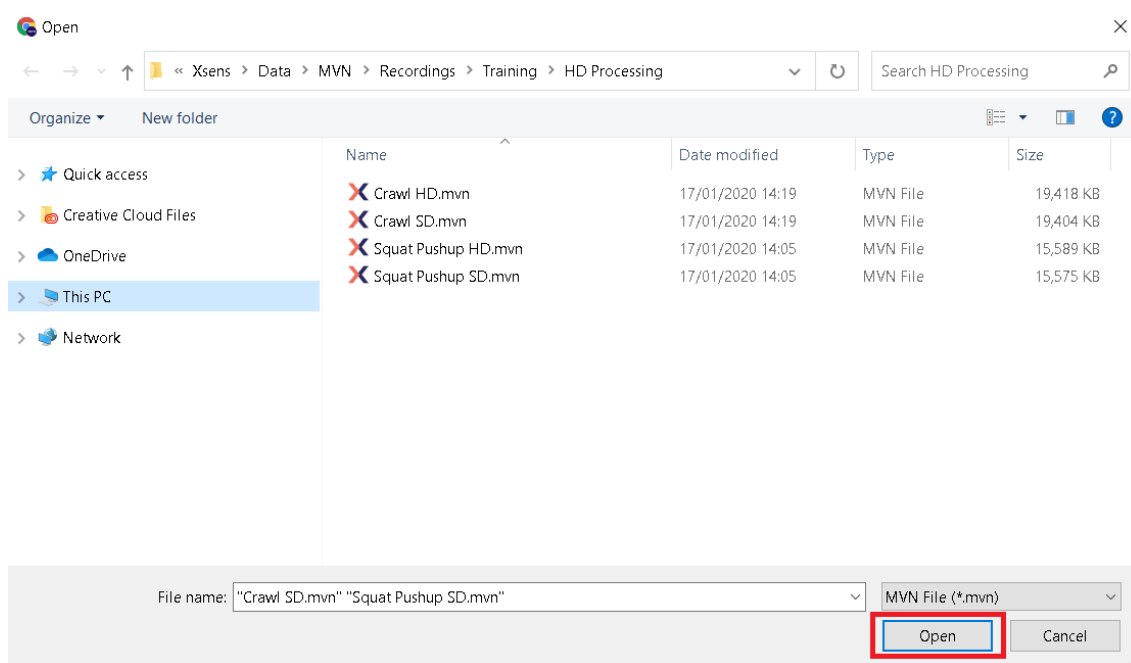 Open
« Xsens > Data > MVN > Recordings > Training > HD Processing
Search HD Processing
Organize
New folder
?
Name Date modified Type Size
Quick access
Creative Cloud Files
OneDrive
This PC
Network
Crawl HD.mvn 17/01/2020 14:19 MVN File 19,418 KB
Crawl SD.mvn 17/01/2020 14:19 MVN File 19,404 KB
Squat Pushup HD.mvn 17/01/2020 14:05 MVN File 15,589 KB
Squat Pushup SD.mvn 17/01/2020 14:05 MVN File 15,575 KB
File name: "Crawl SD.mvn" "Squat Pushup SD.mvn"
MVN File (*.mvn)
Open
Cancel